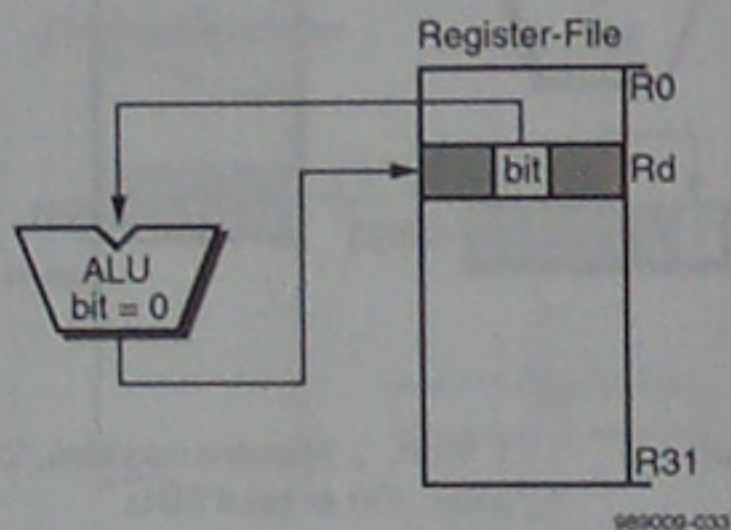 Register-File
R0
bit
Rd
ALU
bit = 0
R31
989009-033